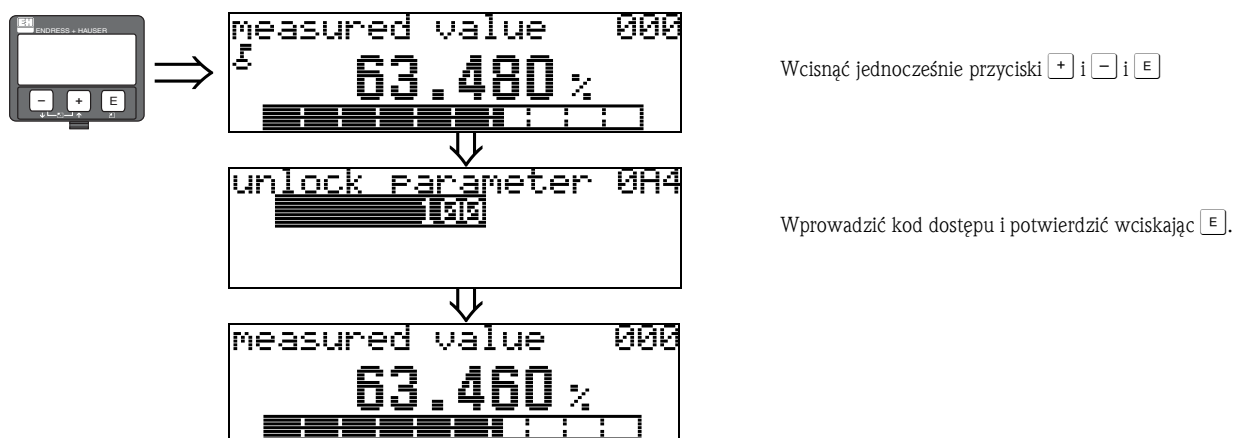 E+H
ENDRESS + HAUSER
- + E
measured value 000
63.480 %
Wcisnąć jednocześnie przyciski + i - i E
unlock parameter 0A4
100
Wprowadzić kod dostępu i potwierdzić wciskając E.
measured value 000
63.460 %